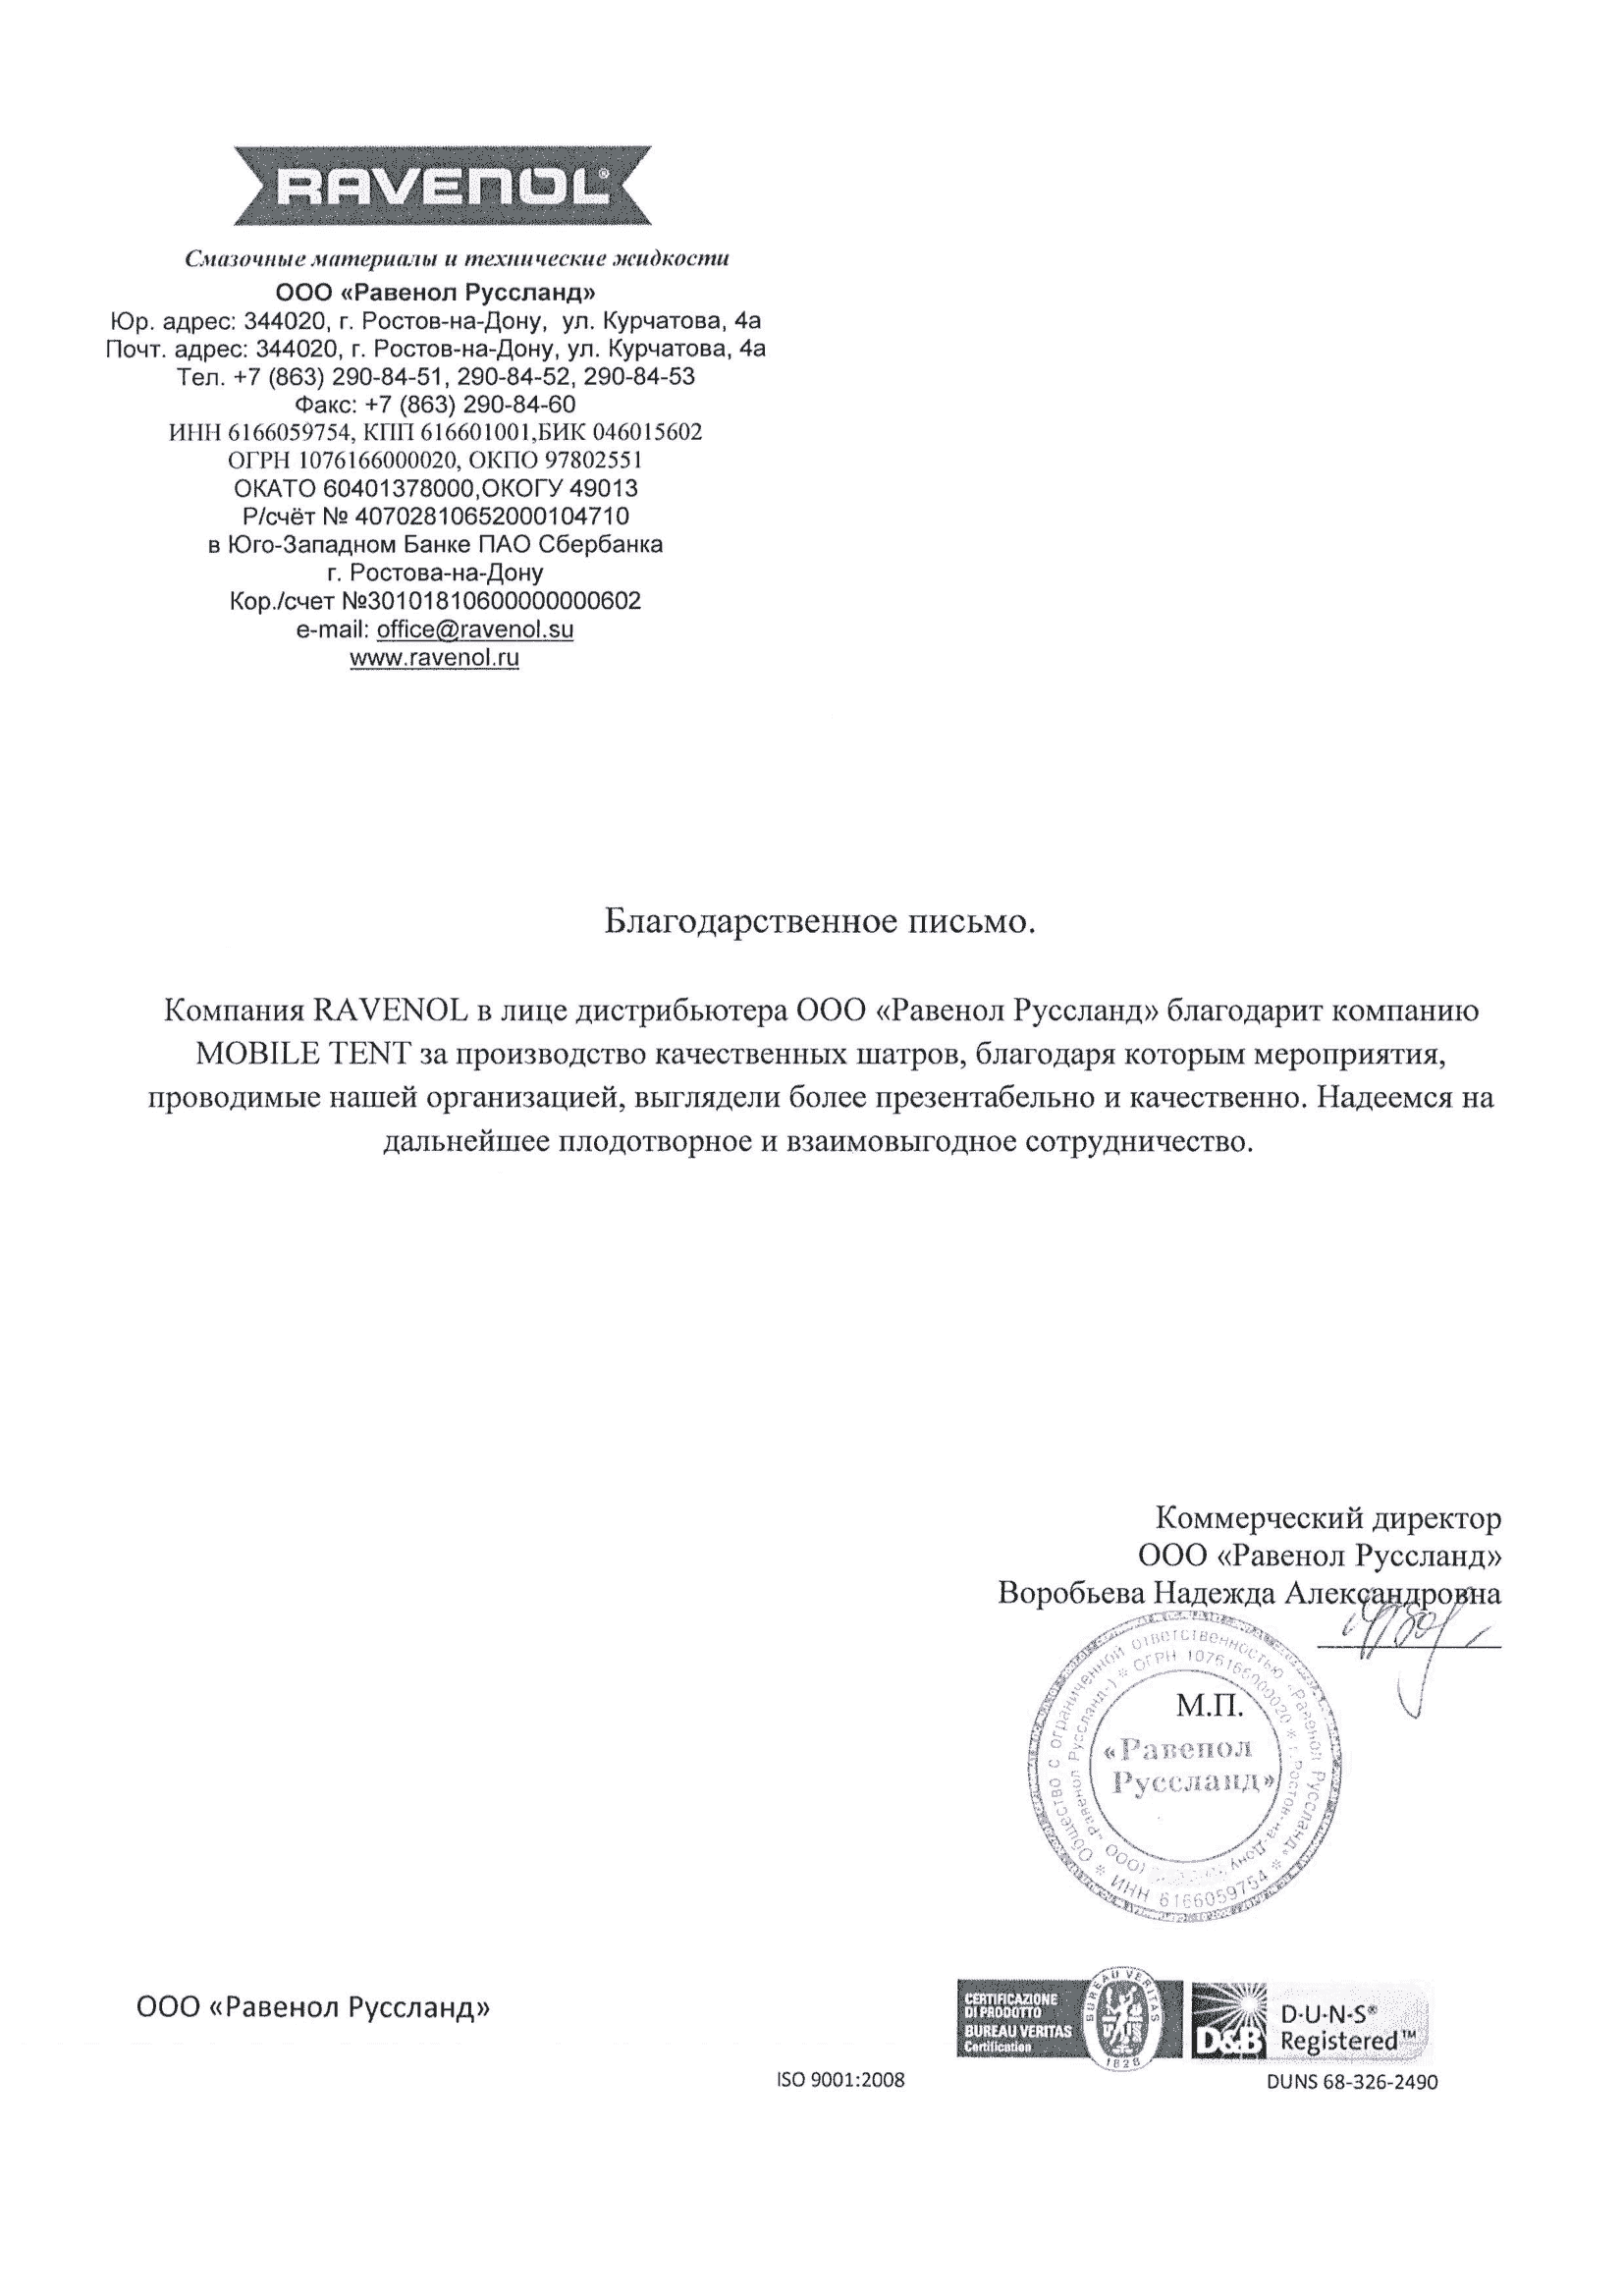 RAVENOL®
Смазочные материалы и технические жидкости
ООО «Равенол Руссланд»
Юр. адрес: 344020, г. Ростов-на-Дону, ул. Курчатова, 4а
Почт. адрес: 344020, г. Ростов-на-Дону, ул. Курчатова, 4а
Тел. +7 (863) 290-84-51, 290-84-52, 290-84-53
Факс: +7 (863) 290-84-60
ИНН 6166059754, КПП 616601001,БИК 046015602
ОГРН 1076166000020, ОКПО 97802551
ОКАТО 60401378000,ОКОГУ 49013
Р/счёт № 40702810652000104710
в Юго-Западном Банке ПАО Сбербанка
г. Ростова-на-Дону
Кор./счет №30101810600000000602
e-mail: office@ravenol.su
www.ravenol.ru
Благодарственное письмо.
Компания RAVENOL в лице дистрибьютера ООО «Равенол Руссланд» благодарит компанию
MOBILE TENT за производство качественных шатров, благодаря которым мероприятия,
проводимые нашей организацией, выглядели более презентабельно и качественно. Надеемся на
дальнейшее плодотворное и взаимовыгодное сотрудничество.
Коммерческий директор
ООО «Равенол Руссланд»
Воробьева Надежда Александровна
Общество с ограниченной ответственностью «Равенол Руссланд» * ИНН 6166059754 *
(ООО «Равенол Руссланд») * ОГРН 1076166000020 * г. Ростов-на-Дону
М.П.
«Равенол
Руссланд»
ООО «Равенол Руссланд»
CERTIFICAZIONE
DI PRODOTTO
BUREAU VERITAS
Certification
BUREAU VERITAS
1828
D&B
D·U·N·S®
Registered™
ISO 9001:2008
DUNS 68-326-2490